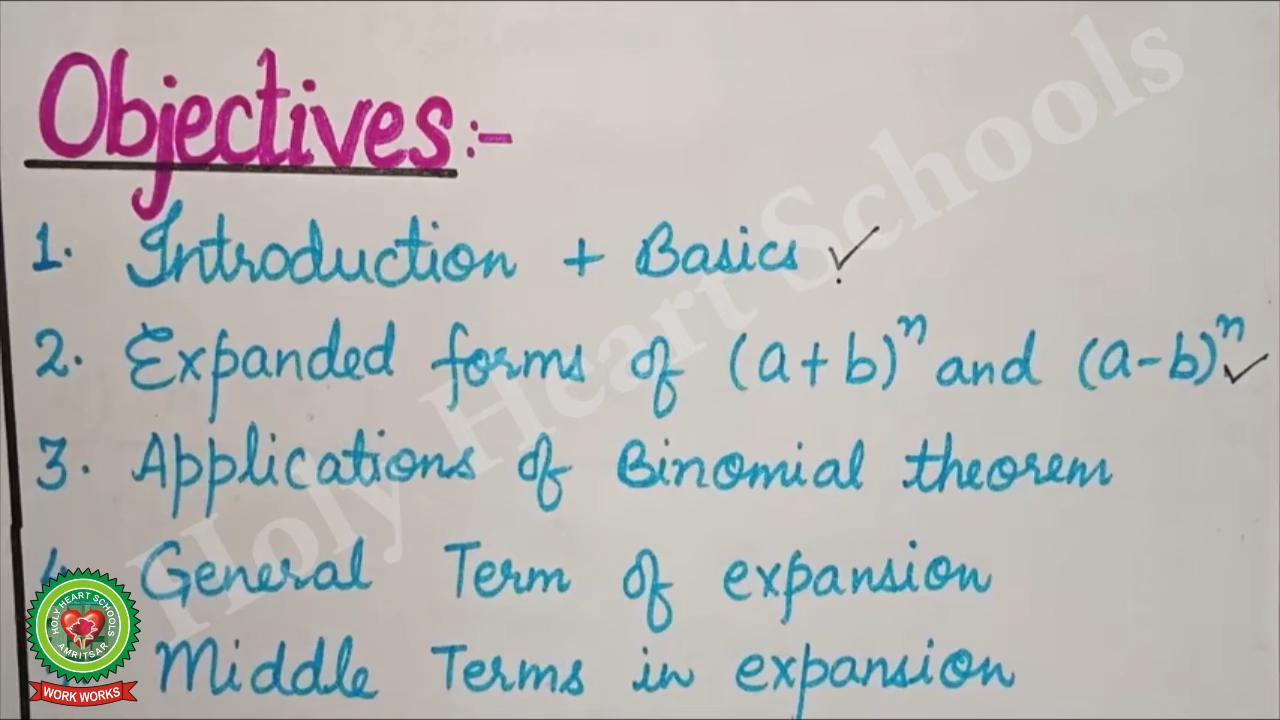 Objectives:-
1. Introduction + Basics ✓
2. Expanded forms of (a+b)ⁿ and (a-b)ⁿ ✓
3. Applications of Binomial theorem
4. General Term of expansion
Middle Terms in expansion
Holy Heart Schools
HOLY HEART SCHOOLS
AMRITSAR
WORK WORKS